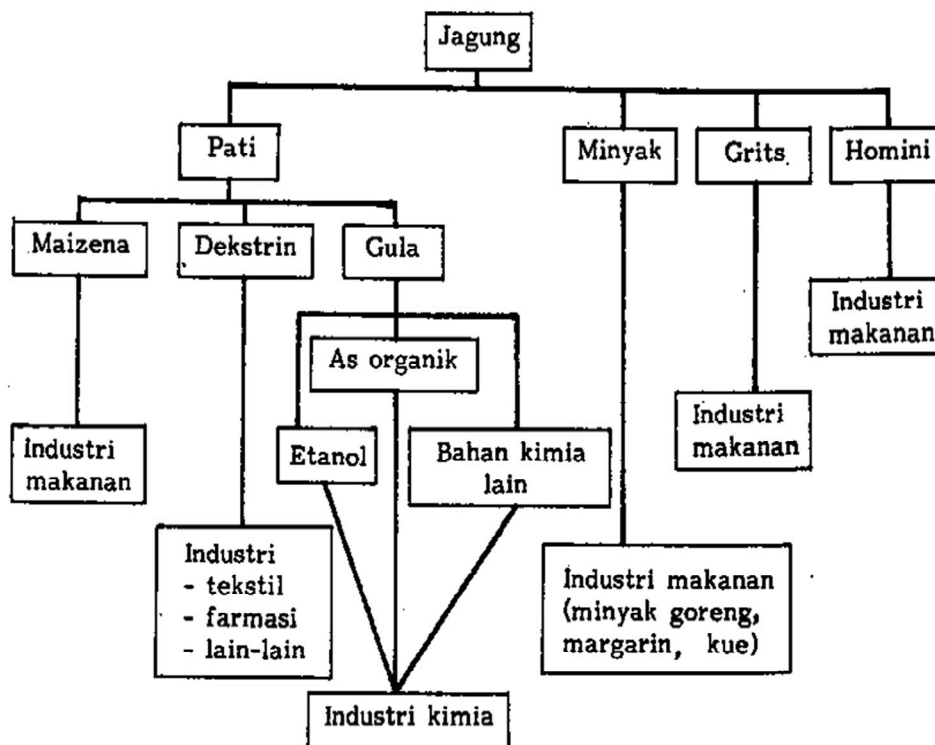 Jagung
Pati
Minyak
Grits
Homini
Maizena
Dekstrin
Gula
Industri
makanan
As organik
Industri
makanan
Industri
makanan
Etanol
Bahan kimia
lain
Industri
- tekstil
- farmasi
- lain-lain
Industri makanan
(minyak goreng,
margarin, kue)
Industri kimia